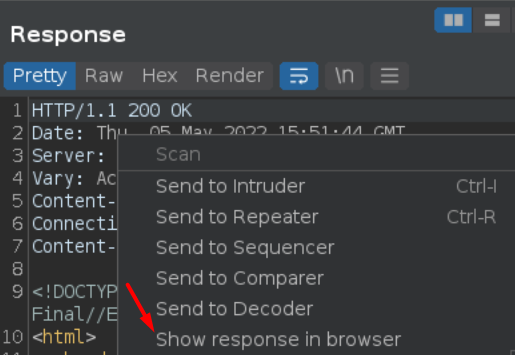 Response
Pretty Raw Hex Render \n
1 HTTP/1.1 200 OK
2 Date: Thu, 05 May 2022 15:51:44 GMT
3 Server:
4 Vary: Ac
5 Content-
6 Connecti
7 Content-
8
9 <!DOCTYP
Final//E
10 <html>
11
Scan
Send to Intruder Ctrl-I
Send to Repeater Ctrl-R
Send to Sequencer
Send to Comparer
Send to Decoder
Show response in browser